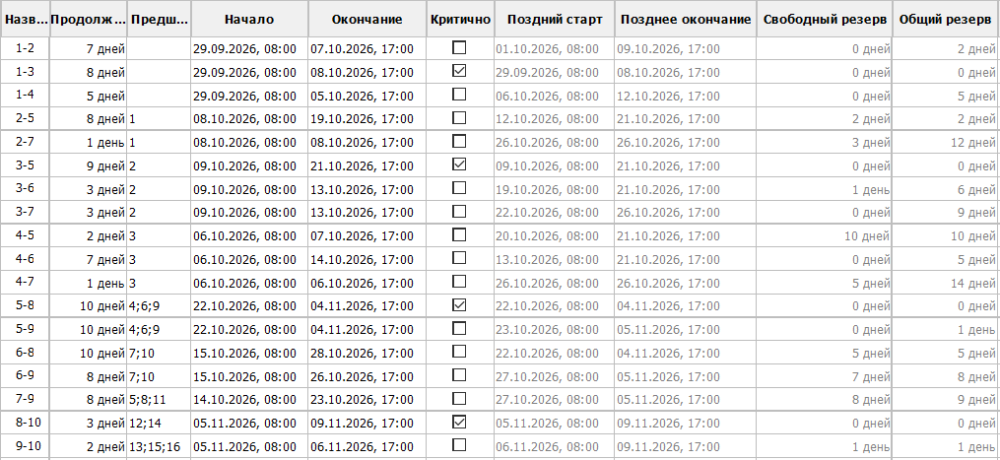 Назв... Продолж... Предш... Начало Окончание Критично Поздний старт Позднее окончание Свободный резерв Общий резерв
1-2 7 дней 29.09.2026, 08:00 07.10.2026, 17:00 01.10.2026, 08:00 09.10.2026, 17:00 0 дней 2 дней
1-3 8 дней 29.09.2026, 08:00 08.10.2026, 17:00 29.09.2026, 08:00 08.10.2026, 17:00 0 дней 0 дней
1-4 5 дней 29.09.2026, 08:00 05.10.2026, 17:00 06.10.2026, 08:00 12.10.2026, 17:00 0 дней 5 дней
2-5 8 дней 1 08.10.2026, 08:00 19.10.2026, 17:00 12.10.2026, 08:00 21.10.2026, 17:00 2 дней 2 дней
2-7 1 день 1 08.10.2026, 08:00 08.10.2026, 17:00 26.10.2026, 08:00 26.10.2026, 17:00 3 дней 12 дней
3-5 9 дней 2 09.10.2026, 08:00 21.10.2026, 17:00 09.10.2026, 08:00 21.10.2026, 17:00 0 дней 0 дней
3-6 3 дней 2 09.10.2026, 08:00 13.10.2026, 17:00 19.10.2026, 08:00 21.10.2026, 17:00 1 день 6 дней
3-7 3 дней 2 09.10.2026, 08:00 13.10.2026, 17:00 22.10.2026, 08:00 26.10.2026, 17:00 0 дней 9 дней
4-5 2 дней 3 06.10.2026, 08:00 07.10.2026, 17:00 20.10.2026, 08:00 21.10.2026, 17:00 10 дней 10 дней
4-6 7 дней 3 06.10.2026, 08:00 14.10.2026, 17:00 13.10.2026, 08:00 21.10.2026, 17:00 0 дней 5 дней
4-7 1 день 3 06.10.2026, 08:00 06.10.2026, 17:00 26.10.2026, 08:00 26.10.2026, 17:00 5 дней 14 дней
5-8 10 дней 4;6;9 22.10.2026, 08:00 04.11.2026, 17:00 22.10.2026, 08:00 04.11.2026, 17:00 0 дней 0 дней
5-9 10 дней 4;6;9 22.10.2026, 08:00 04.11.2026, 17:00 23.10.2026, 08:00 05.11.2026, 17:00 0 дней 1 день
6-8 10 дней 7;10 15.10.2026, 08:00 28.10.2026, 17:00 22.10.2026, 08:00 04.11.2026, 17:00 5 дней 5 дней
6-9 8 дней 7;10 15.10.2026, 08:00 26.10.2026, 17:00 27.10.2026, 08:00 05.11.2026, 17:00 7 дней 8 дней
7-9 8 дней 5;8;11 14.10.2026, 08:00 23.10.2026, 17:00 27.10.2026, 08:00 05.11.2026, 17:00 8 дней 9 дней
8-10 3 дней 12;14 05.11.2026, 08:00 09.11.2026, 17:00 05.11.2026, 08:00 09.11.2026, 17:00 0 дней 0 дней
9-10 2 дней 13;15;16 05.11.2026, 08:00 06.11.2026, 17:00 06.11.2026, 08:00 09.11.2026, 17:00 1 день 1 день